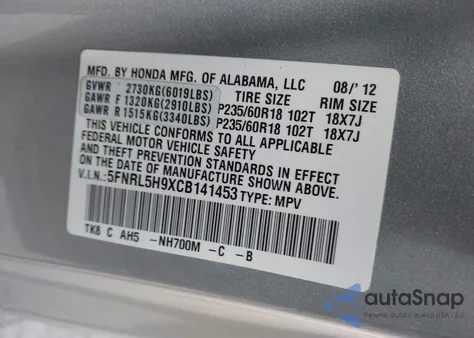 MFD. BY HONDA MFG. OF ALABAMA, LLC 08/'12
GVWR 2730KG(6019LBS) TIRE SIZE RIM SIZE
GAWR F 1320KG(2910LBS) P235/60R18 102T 18X7J
GAWR R 1515KG(3340LBS) P235/60R18 102T 18X7J
THIS VEHICLE CONFORMS TO ALL APPLICABLE
FEDERAL MOTOR VEHICLE SAFETY
AND THEFT PREVENTION STANDARDS IN EFFECT
ON THE DATE OF MANUFACTURE SHOWN ABOVE.
V.I.N.: 5FNRL5H9XCB141453 TYPE: MPV
TK8 C AH5 -NH700M -C -B
autoSnap